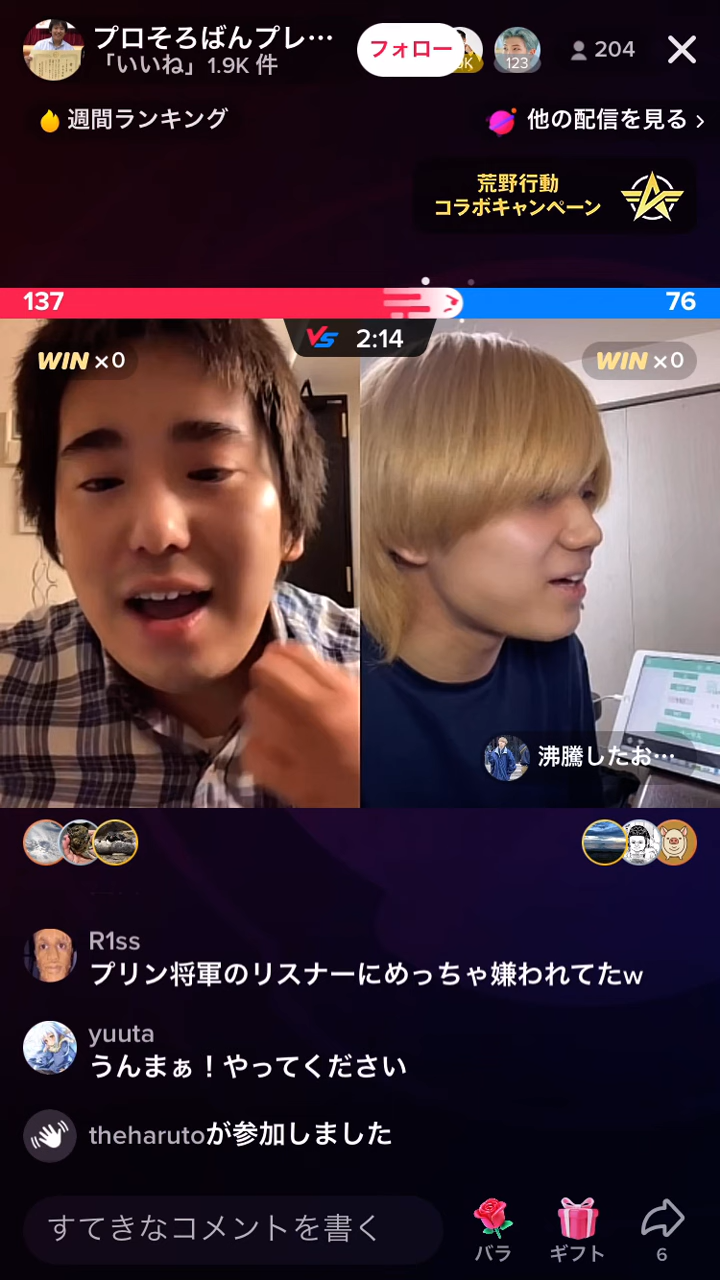 プロそろばんプレ…
「いいね」1.9K 件
フォロー
123
204
週間ランキング
他の配信を見る
荒野行動
コラボキャンペーン
137
76
VS 2:14
WIN ×0
WIN ×0
沸騰したお…
R1ss
プリン将軍のリスナーにめっちゃ嫌われてたw
yuuta
うんまぁ！やってください
theharutoが参加しました
すてきなコメントを書く
バラ
ギフト
6